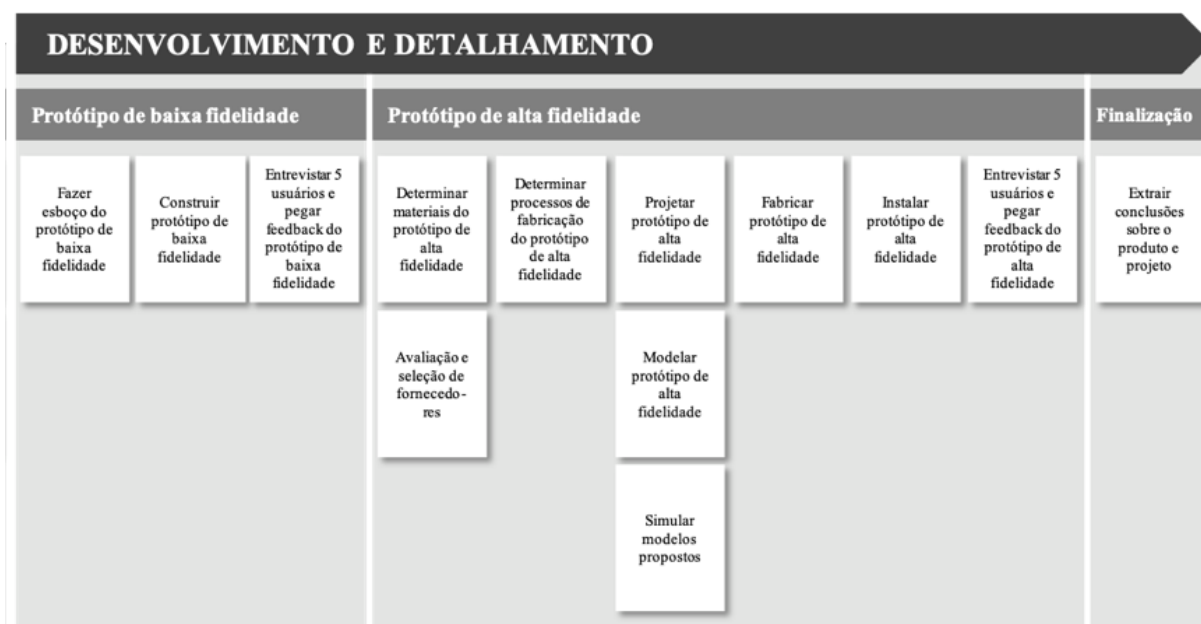 DESENVOLVIMENTO E DETALHAMENTO
Protótipo de baixa fidelidade
Protótipo de alta fidelidade
Finalização
Fazer
esboço do
protótipo de
baixa
fidelidade
Construir
protótipo de
baixa
fidelidade
Entrevistar 5
usuários e
pegar
feedback do
protótipo de
baixa
fidelidade
Determinar
materiais do
protótipo de
alta
fidelidade
Determinar
processos de
fabricação
do protótipo
de alta
fidelidade
Projetar
protótipo de
alta
fidelidade
Fabricar
protótipo de
alta
fidelidade
Instalar
protótipo de
alta
fidelidade
Entrevistar 5
usuários e
pegar
feedback do
protótipo de
alta
fidelidade
Extrair
conclusões
sobre o
produto e
projeto
Avaliação e
seleção de
fornecedo-
res
Modelar
protótipo de
alta
fidelidade
Simular
modelos
propostos